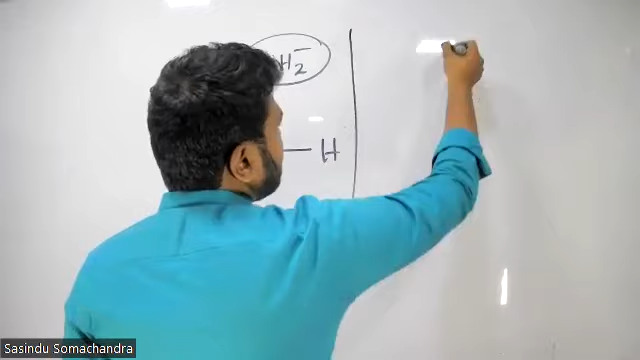 H₂⁻
— H
Sasindu Somachandra